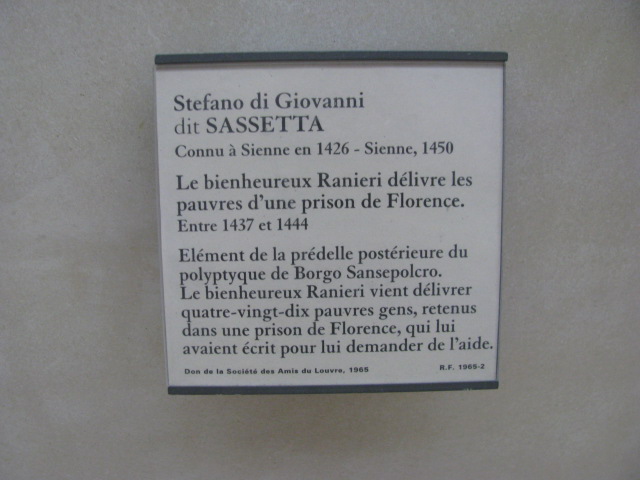 Stefano di Giovanni
dit SASSETTA
Connu à Sienne en 1426 - Sienne, 1450
Le bienheureux Ranieri délivre les
pauvres d'une prison de Florence.
Entre 1437 et 1444
Elément de la prédelle postérieure du
polyptyque de Borgo Sansepolcro.
Le bienheureux Ranieri vient délivrer
quatre-vingt-dix pauvres gens, retenus
dans une prison de Florence, qui lui
avaient écrit pour lui demander de l'aide.
Don de la Société des Amis du Louvre, 1965 R.F. 1965-2